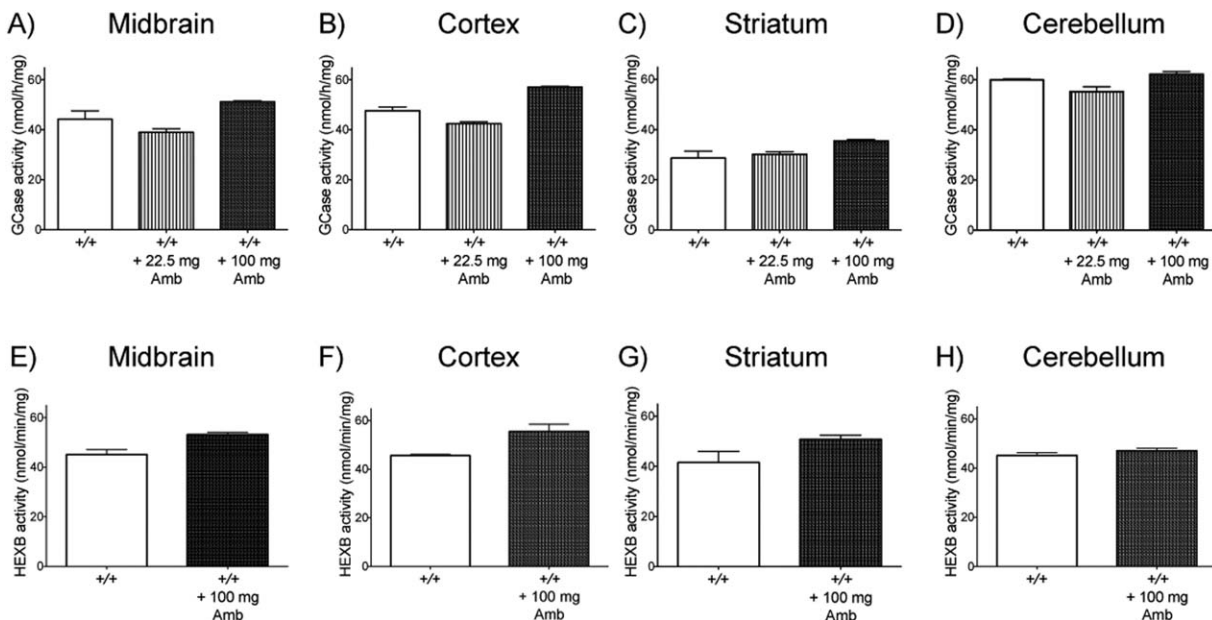 A) Midbrain
GCase activity (nmol/h/mg)
60
40
20
0
+/+
+/+
+ 22.5 mg
Amb
+/+
+ 100 mg
Amb
B) Cortex
GCase activity (nmol/h/mg)
60
40
20
0
+/+
+/+
+ 22.5 mg
Amb
+/+
+ 100 mg
Amb
C) Striatum
GCase activity (nmol/h/mg)
60
40
20
0
+/+
+/+
+ 22.5 mg
Amb
+/+
+ 100 mg
Amb
D) Cerebellum
GCase activity (nmol/h/mg)
60
40
20
0
+/+
+/+
+ 22.5 mg
Amb
+/+
+ 100 mg
Amb
E) Midbrain
HEXB activity (nmol/min/mg)
60
40
20
0
+/+
+/+
+ 100 mg
Amb
F) Cortex
HEXB activity (nmol/min/mg)
60
40
20
0
+/+
+/+
+ 100 mg
Amb
G) Striatum
HEXB activity (nmol/min/mg)
60
40
20
0
+/+
+/+
+ 100 mg
Amb
H) Cerebellum
HEXB activity (nmol/min/mg)
60
40
20
0
+/+
+/+
+ 100 mg
Amb